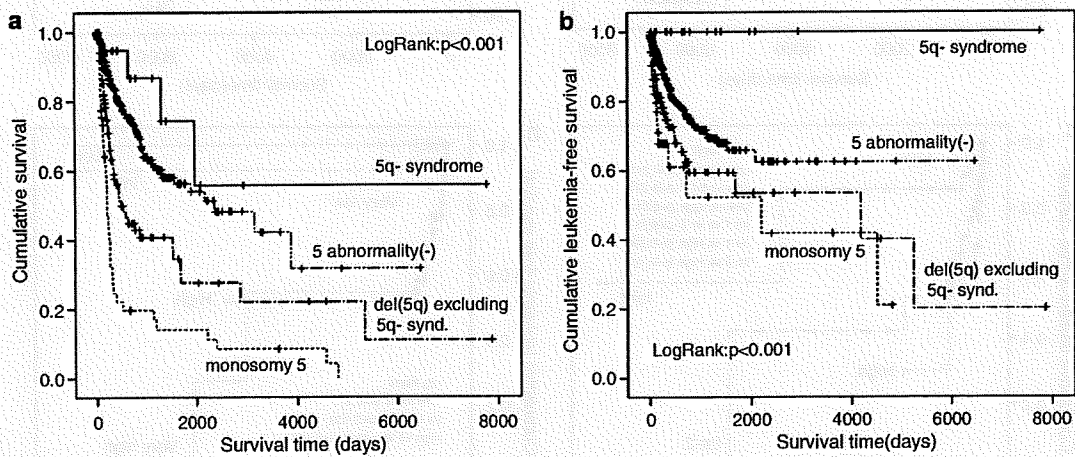 a
LogRank:p<0.001
Cumulative survival
1.0
0.8
0.6
0.4
0.2
0.0
5q- syndrome
5 abnormality(-)
del(5q) excluding
5q- synd.
monosomy 5
0
2000
4000
6000
8000
Survival time (days)
b
Cumulative leukemia-free survival
1.0
0.8
0.6
0.4
0.2
0.0
5q- syndrome
5 abnormality(-)
monosomy 5
del(5q) excluding
5q- synd.
LogRank:p<0.001
0
2000
4000
6000
8000
Survival time(days)